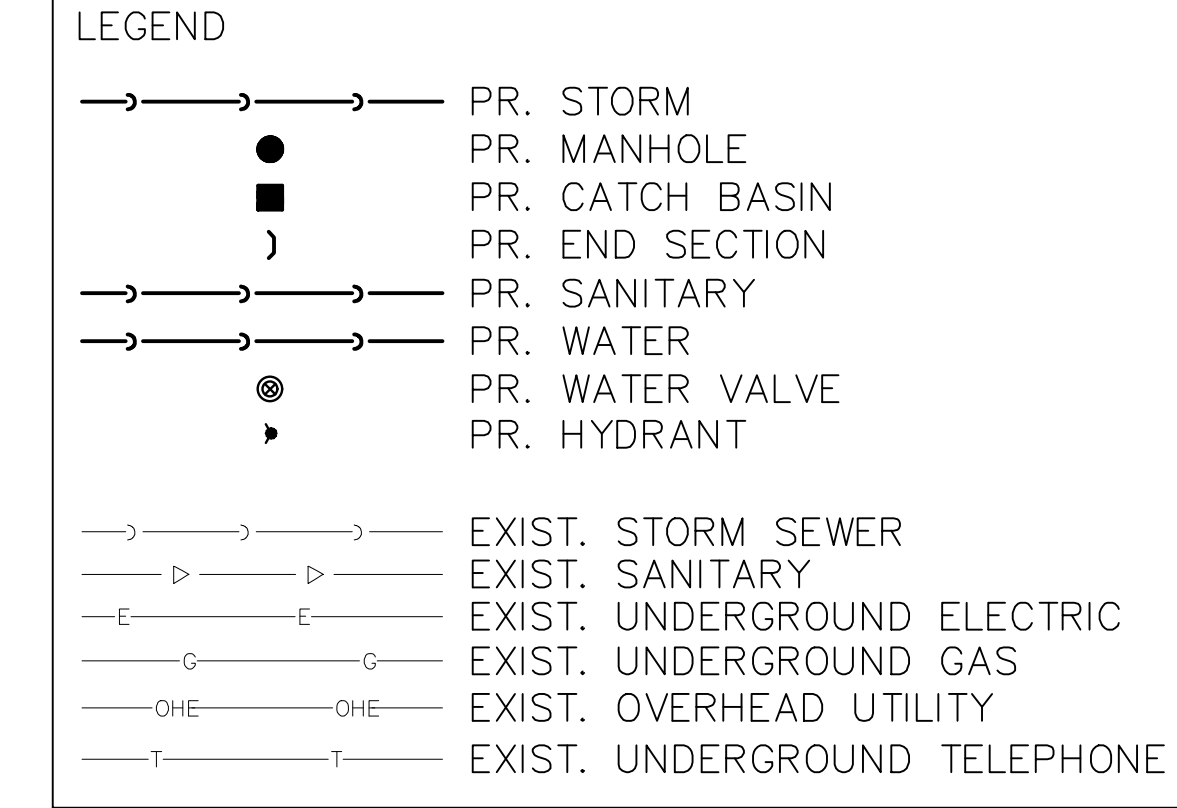 LEGEND
PR. STORM
PR. MANHOLE
PR. CATCH BASIN
PR. END SECTION
PR. SANITARY
PR. WATER
PR. WATER VALVE
PR. HYDRANT
EXIST. STORM SEWER
EXIST. SANITARY
E E EXIST. UNDERGROUND ELECTRIC
G G EXIST. UNDERGROUND GAS
OHE OHE EXIST. OVERHEAD UTILITY
T T EXIST. UNDERGROUND TELEPHONE